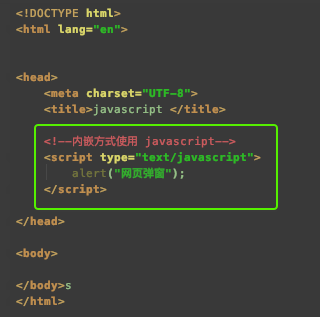 <!DOCTYPE html>
<html lang="en">
<head>
<meta charset="UTF-8">
<title>javascript </title>
<!--内嵌方式使用 javascript-->
<script type="text/javascript">
alert("网页弹窗");
</script>
</head>
<body>
</body>s
</html>